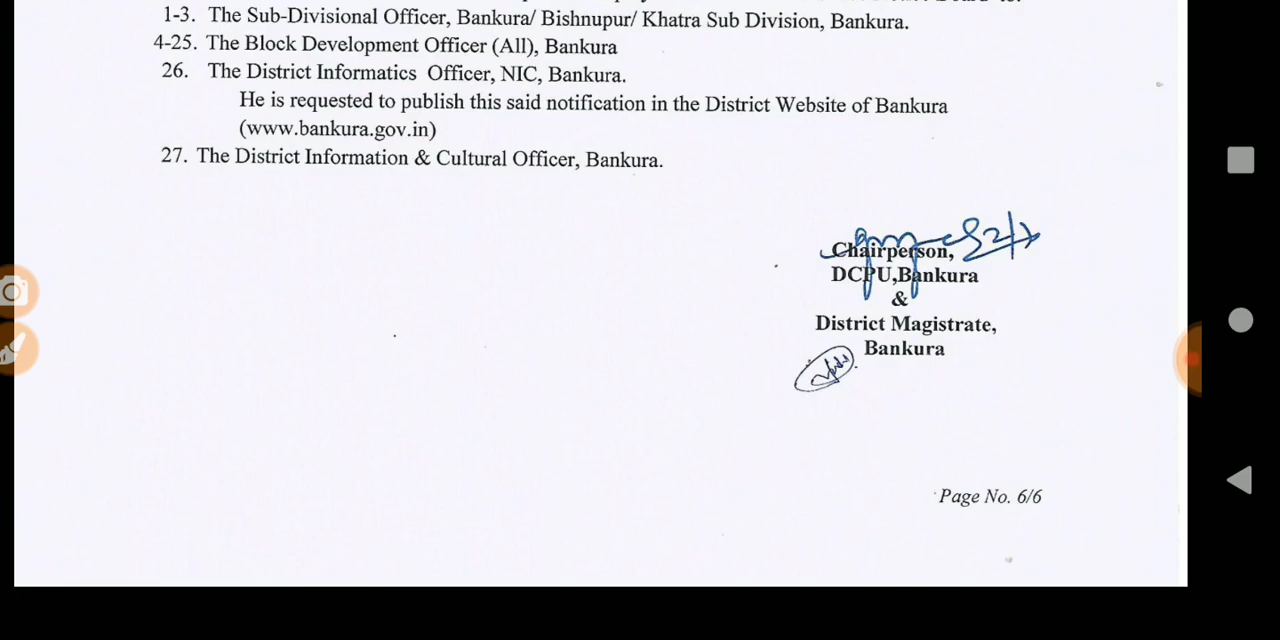 1-3. The Sub-Divisional Officer, Bankura/ Bishnupur/ Khatra Sub Division, Bankura.
4-25. The Block Development Officer (All), Bankura
26. The District Informatics Officer, NIC, Bankura.
He is requested to publish this said notification in the District Website of Bankura
(www.bankura.gov.in)
27. The District Information & Cultural Officer, Bankura.
Chairperson,
DCPU,Bankura
&
District Magistrate,
Bankura
Page No. 6/6